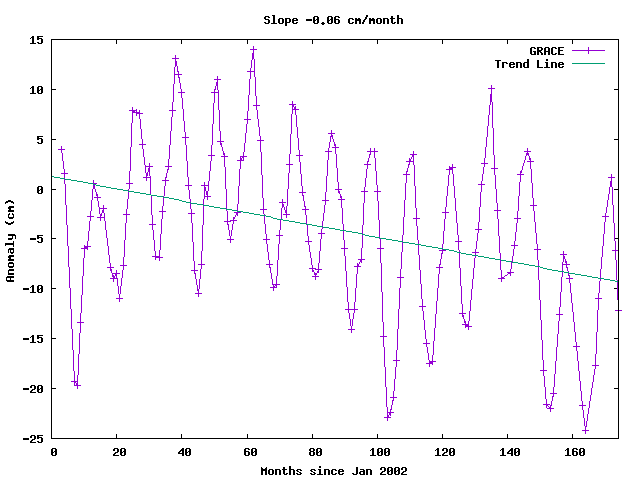 Slope -0.06 cm/month
GRACE
Trend Line
15
10
5
0
-5
-10
-15
-20
-25
Anomaly (cm)
0 20 40 60 80 100 120 140 160
Months since Jan 2002